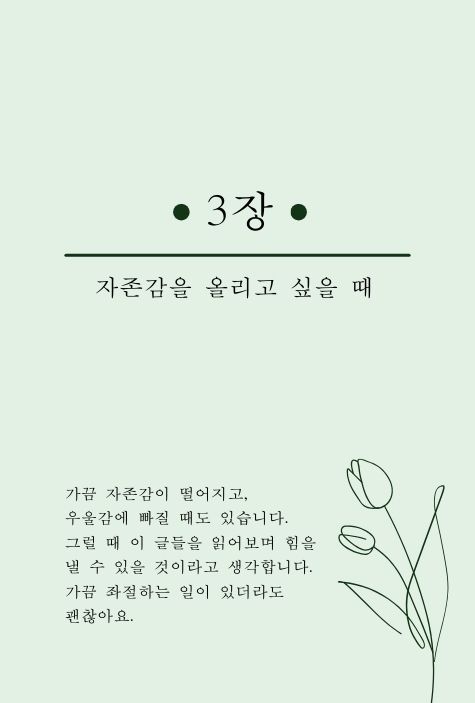 • 3장 •
자존감을 올리고 싶을 때
가끔 자존감이 떨어지고,
우울감에 빠질 때도 있습니다.
그럴 때 이 글들을 읽어보며 힘을
낼 수 있을 것이라고 생각합니다.
가끔 좌절하는 일이 있더라도
괜찮아요.